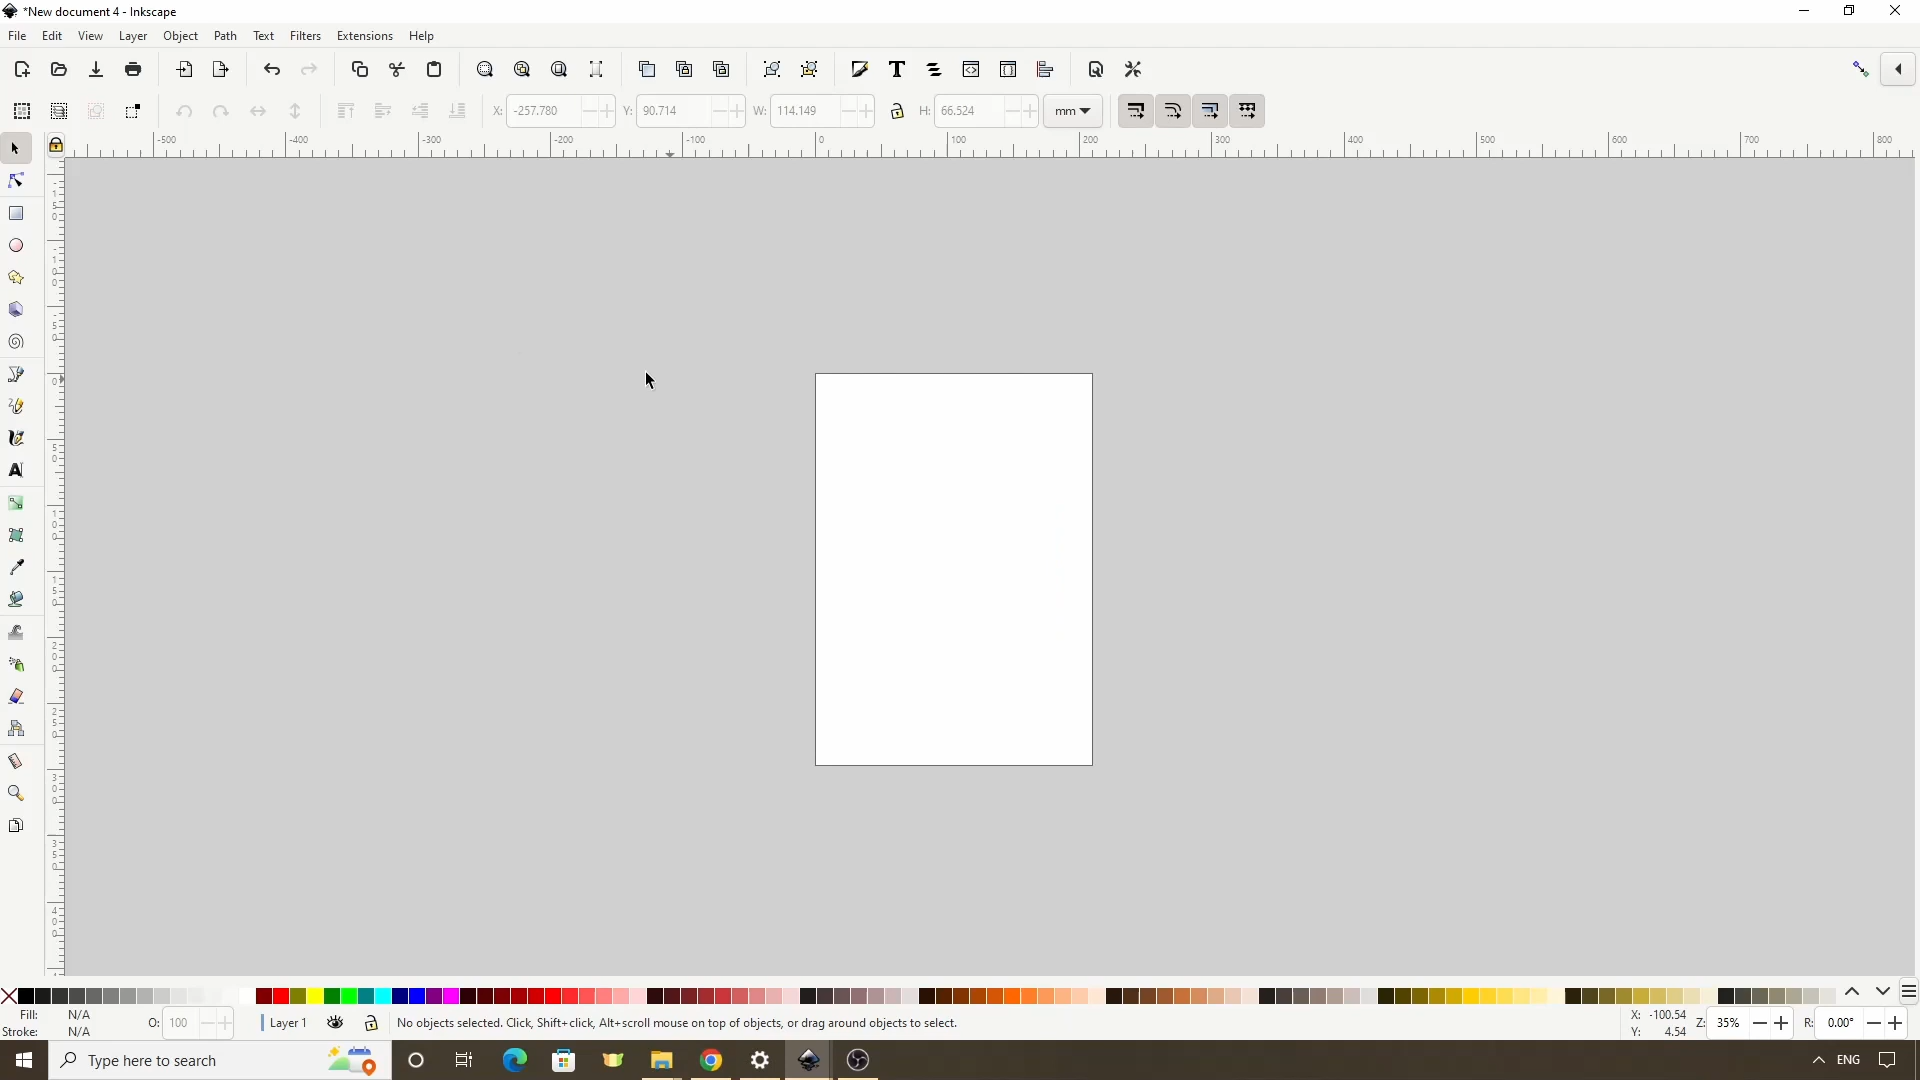 *New document 4 - Inkscape
File Edit View Layer Object Path Text Filters Extensions Help
X: -257.780 Y: 90.714 W: 114.149 H: 66.524 mm
-500 -400 -300 -200 -100 0 100 200 300 400 500 600 700 800
Fill: N/A
Stroke: N/A
O: 100
Layer 1
No objects selected. Click, Shift+click, Alt+scroll mouse on top of objects, or drag around objects to select.
X: -100.54
Y: 4.54
Z: 35%
R: 0.00°
Type here to search
ENG